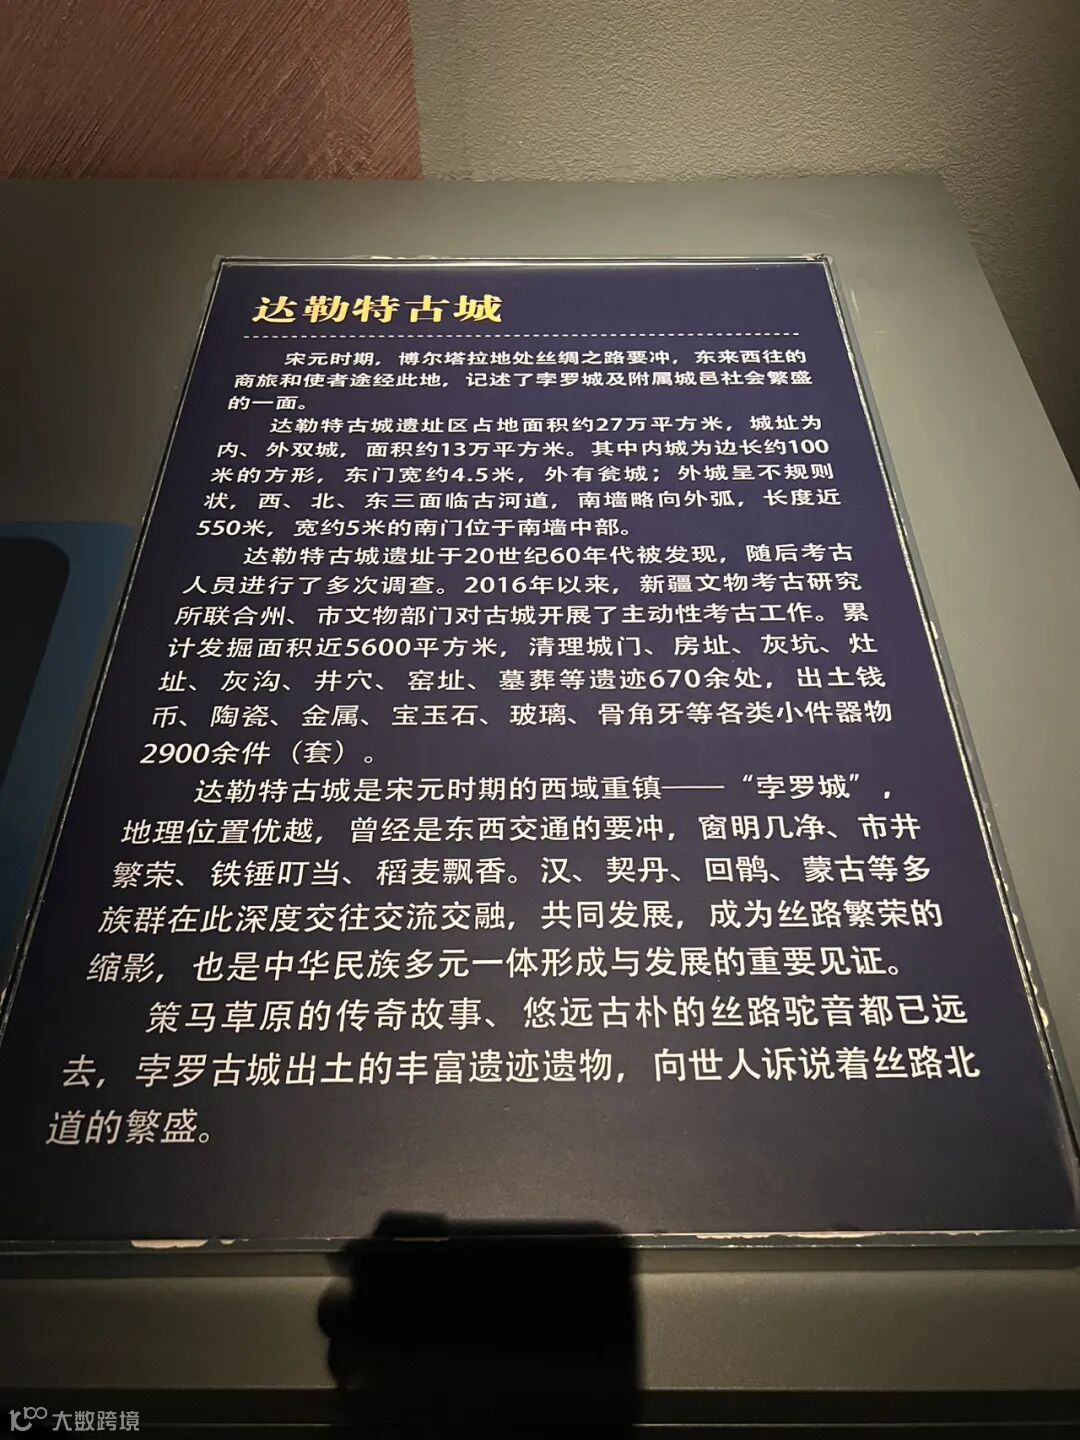 达勒特古城
宋元时期，博尔塔拉地处丝绸之路要冲，东来西往的
商旅和使者途经此地，记述了孛罗城及附属城邑社会繁盛
的一面。
达勒特古城遗址区占地面积约27万平方米，城址为
内、外双城，面积约13万平方米。其中内城为边长约100
米的方形，东门宽约4.5米，外有瓮城；外城呈不规则
状，西、北、东三面临古河道，南墙略向外弧，长度近
550米，宽约5米的南门位于南墙中部。
达勒特古城遗址于20世纪60年代被发现，随后考古
人员进行了多次调查。2016年以来，新疆文物考古研究
所联合州、市文物部门对古城开展了主动性考古工作。累
计发掘面积近5600平方米，清理城门、房址、灰坑、灶
址、灰沟、井穴、窑址、墓葬等遗迹670余处，出土钱
币、陶瓷、金属、宝玉石、玻璃、骨角牙等各类小件器物
2900余件（套）。
达勒特古城是宋元时期的西域重镇——“孛罗城”，
地理位置优越，曾经是东西交通的要冲，窗明几净、市井
繁荣、铁锤叮当、稻麦飘香。汉、契丹、回鹘、蒙古等多
族群在此深度交往交流交融，共同发展，成为丝路繁荣的
缩影，也是中华民族多元一体形成与发展的重要见证。
策马草原的传奇故事、悠远古朴的丝路驼音都已远
去，孛罗古城出土的丰富遗迹遗物，向世人诉说着丝路北
道的繁盛。
大数跨境